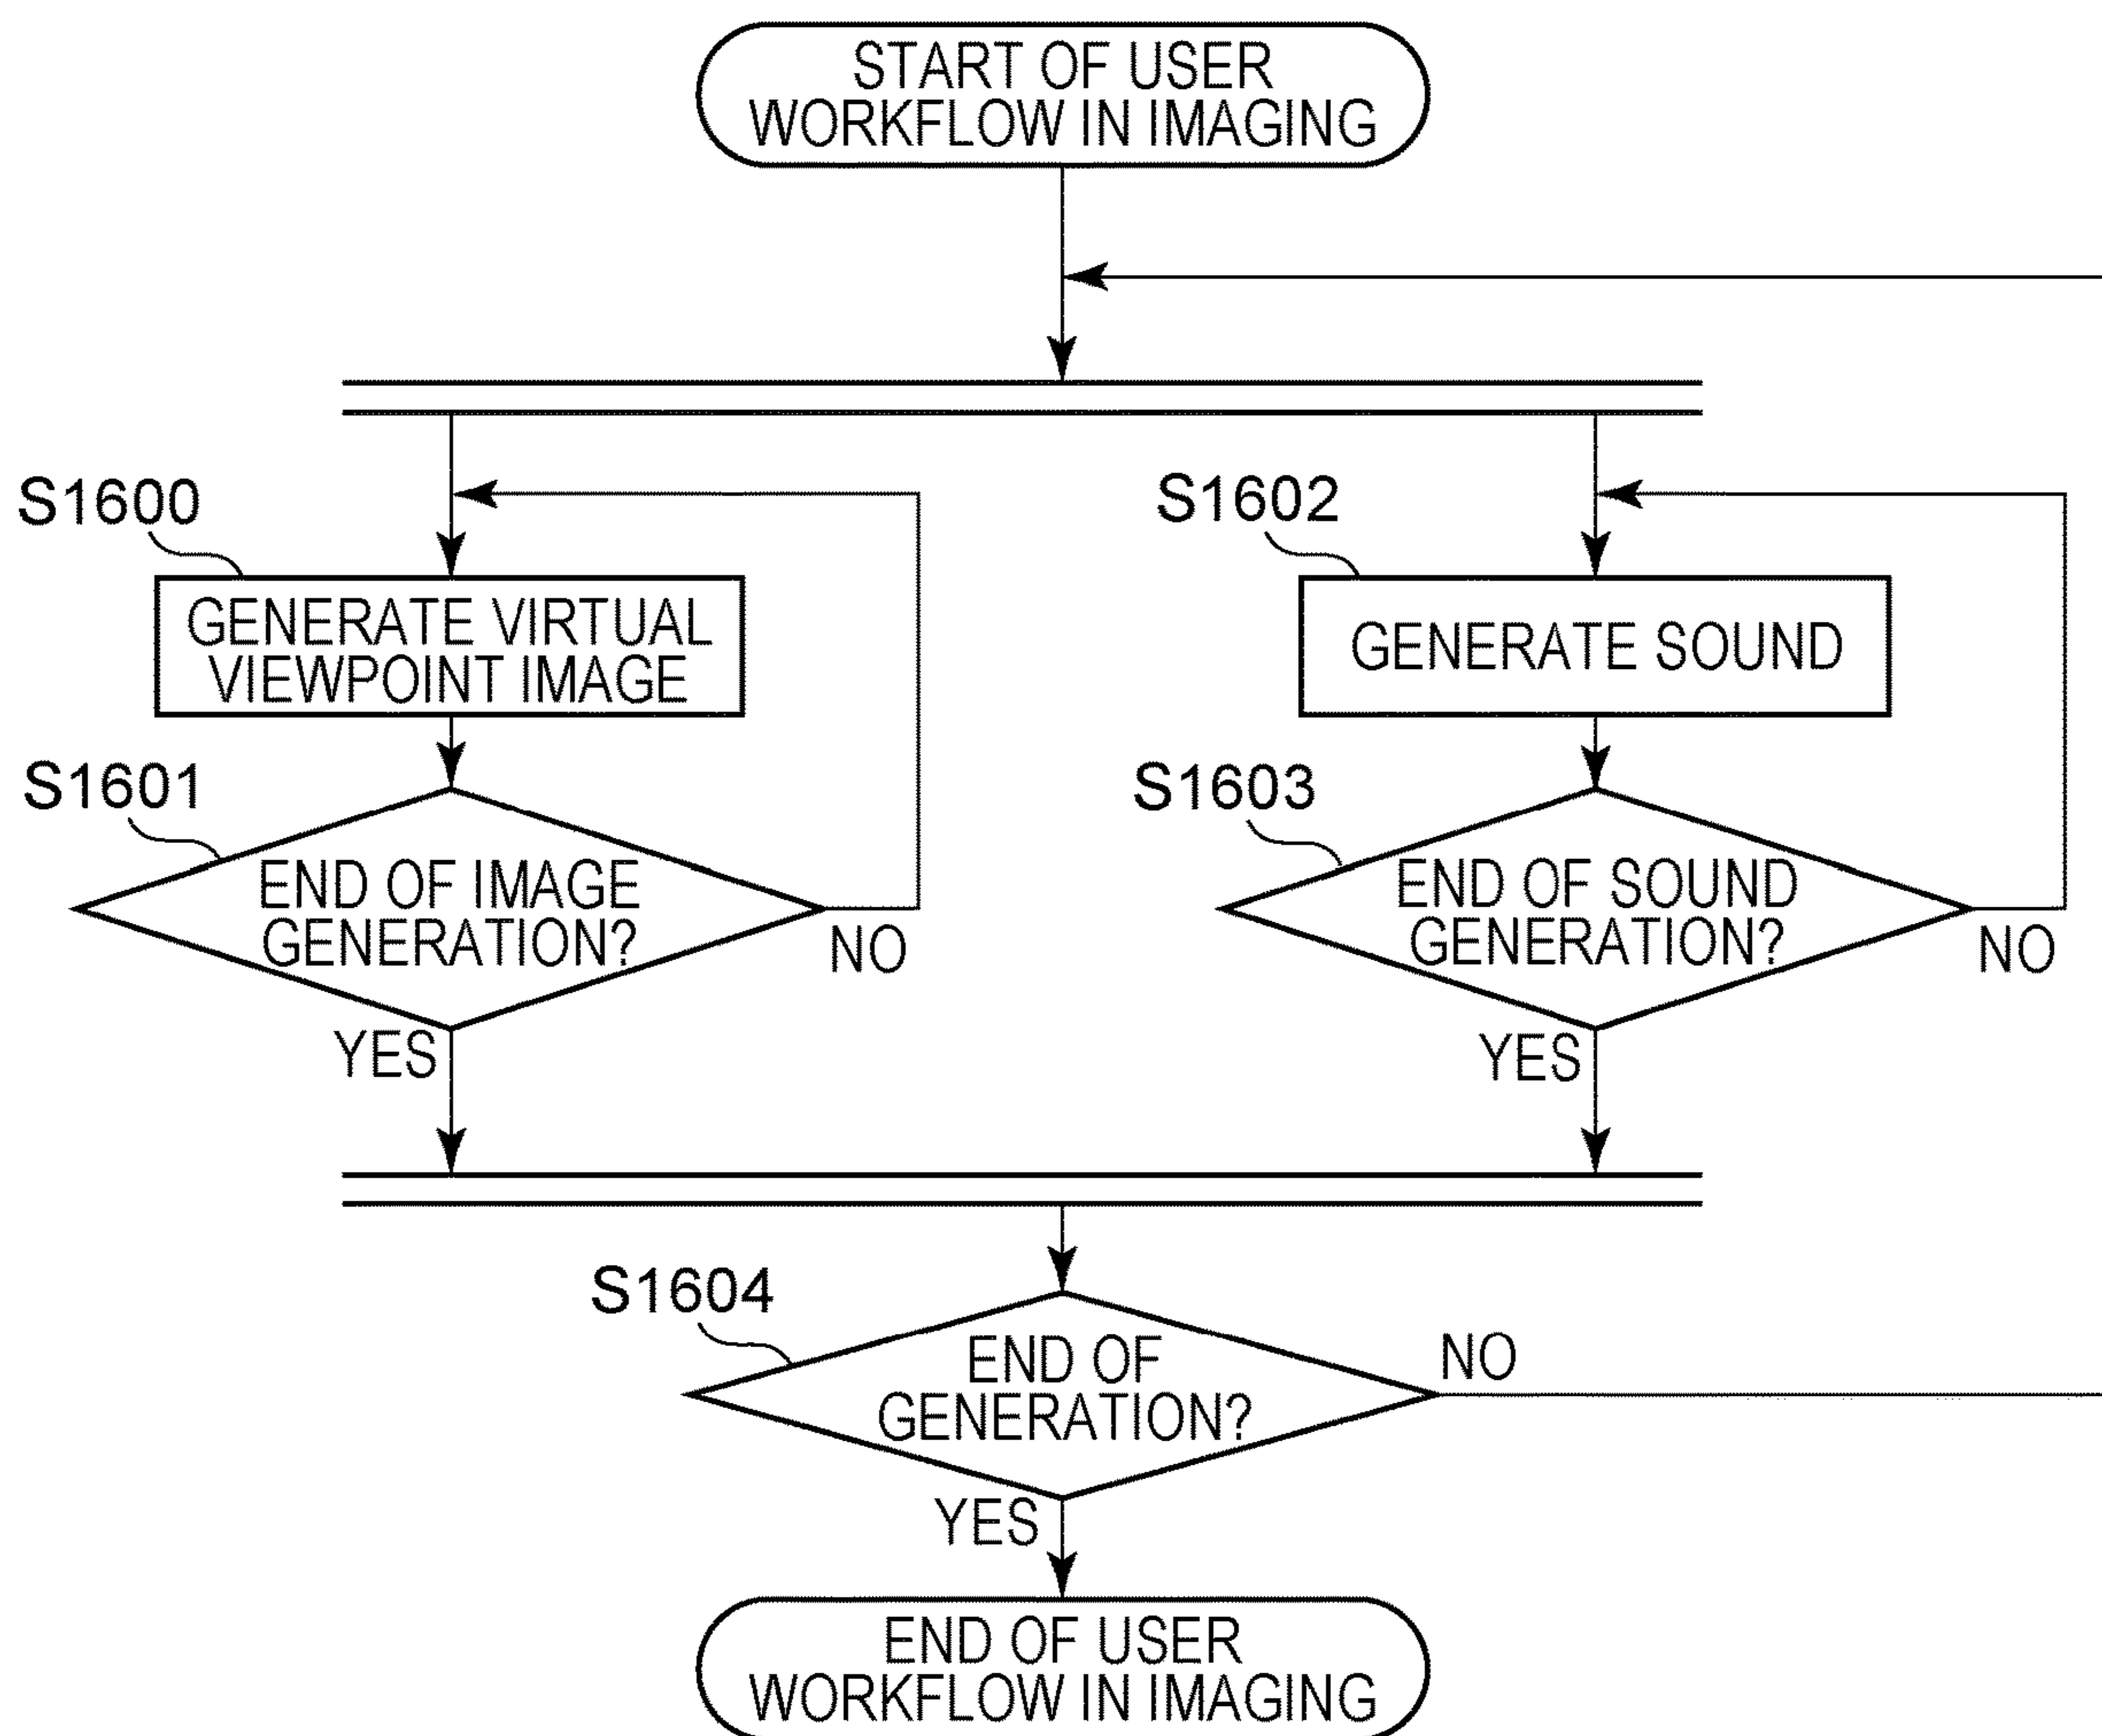 START OF USER
WORKFLOW IN IMAGING
S1600
GENERATE VIRTUAL
VIEWPOINT IMAGE
S1601
END OF IMAGE
GENERATION?
NO
YES
S1602
GENERATE SOUND
S1603
END OF SOUND
GENERATION?
NO
YES
S1604
END OF
GENERATION?
NO
YES
END OF USER
WORKFLOW IN IMAGING